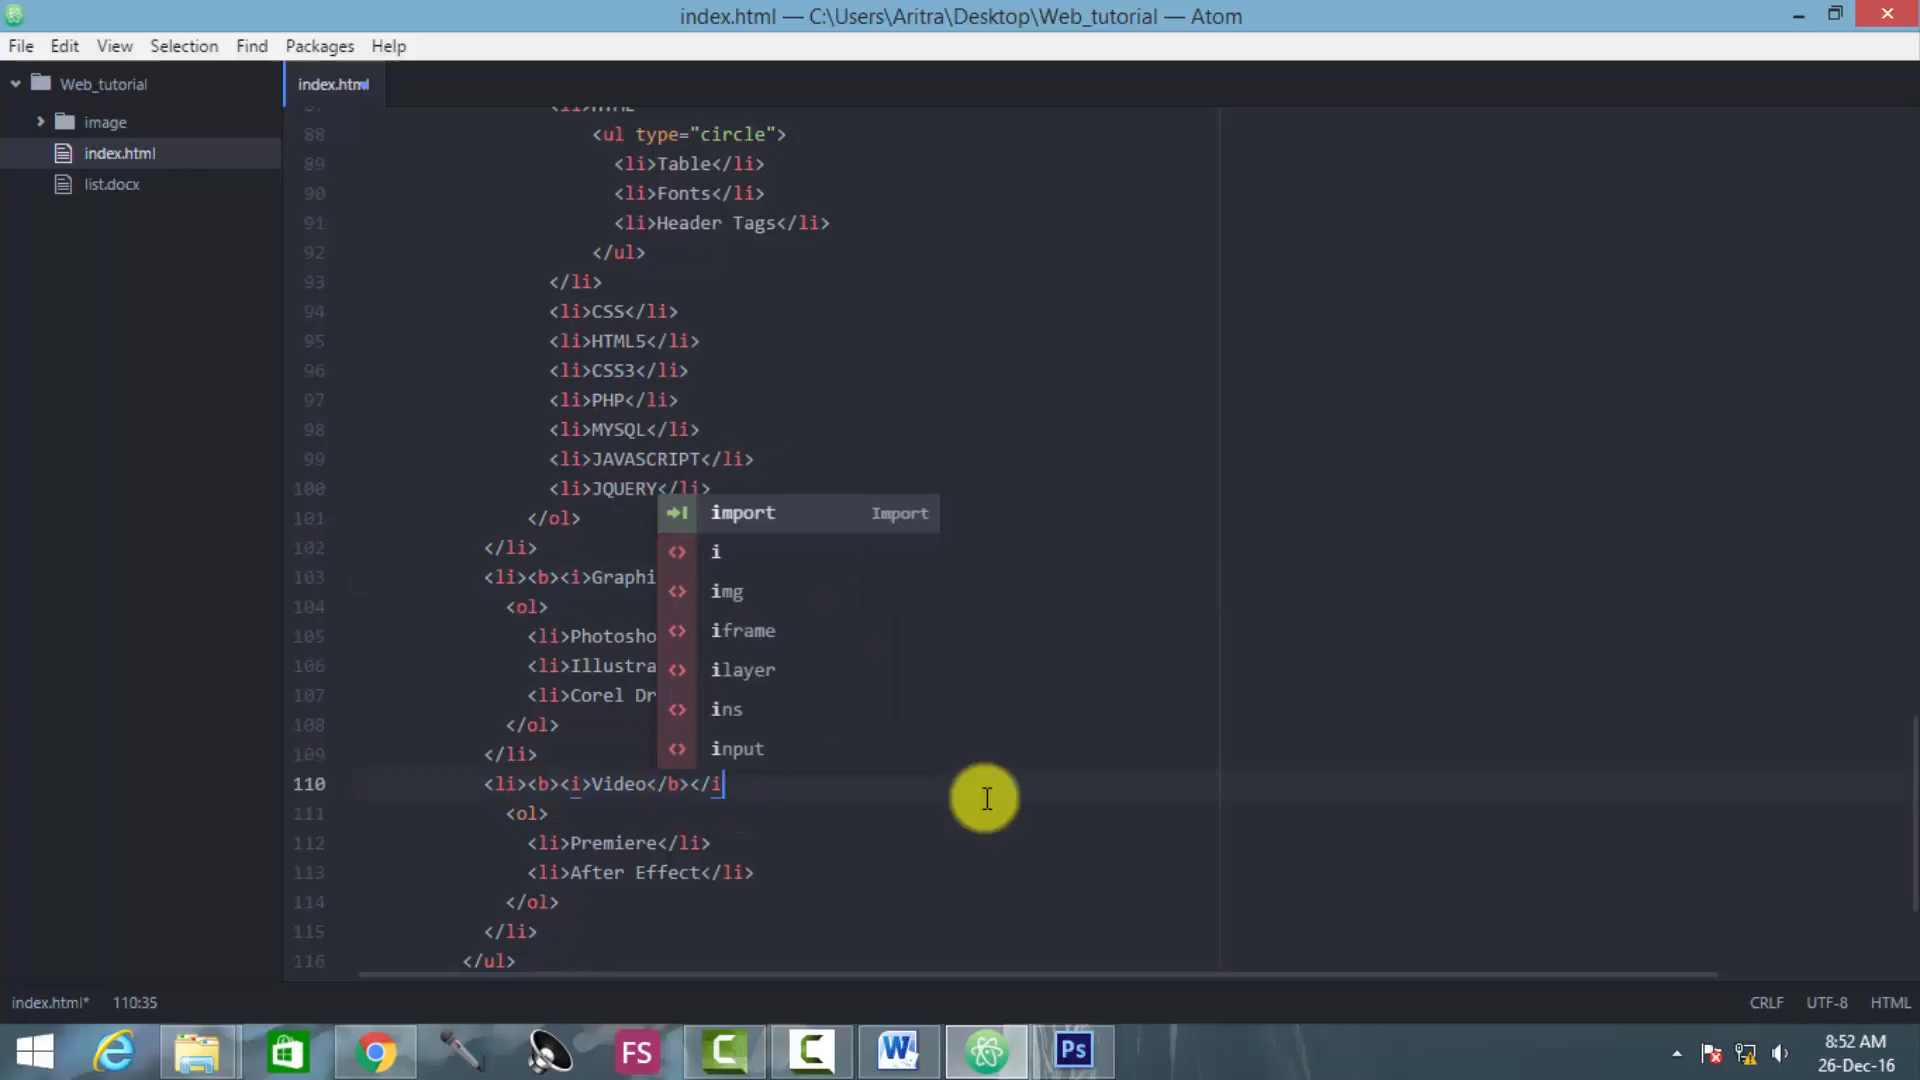 index.html — C:\Users\Aritra\Desktop\Web_tutorial — Atom
File Edit View Selection Find Packages Help
Web_tutorial
image
index.html
list.docx
index.html
88 <ul type="circle">
89 <li>Table</li>
90 <li>Fonts</li>
91 <li>Header Tags</li>
92 </ul>
93 </li>
94 <li>CSS</li>
95 <li>HTML5</li>
96 <li>CSS3</li>
97 <li>PHP</li>
98 <li>MYSQL</li>
99 <li>JAVASCRIPT</li>
100 <li>JQUERY</li>
101 </ol>
102 </li>
103 <li><b><i>Graphi
104 <ol>
105 <li>Photosho
106 <li>Illustra
107 <li>Corel Dr
108 </ol>
109 </li>
110 <li><b><i>Video</b></i
111 <ol>
112 <li>Premiere</li>
113 <li>After Effect</li>
114 </ol>
115 </li>
116 </ul>
import Import
i
img
iframe
ilayer
ins
input
index.html* 110:35 CRLF UTF-8 HTML
FS
Ps
8:52 AM
26-Dec-16